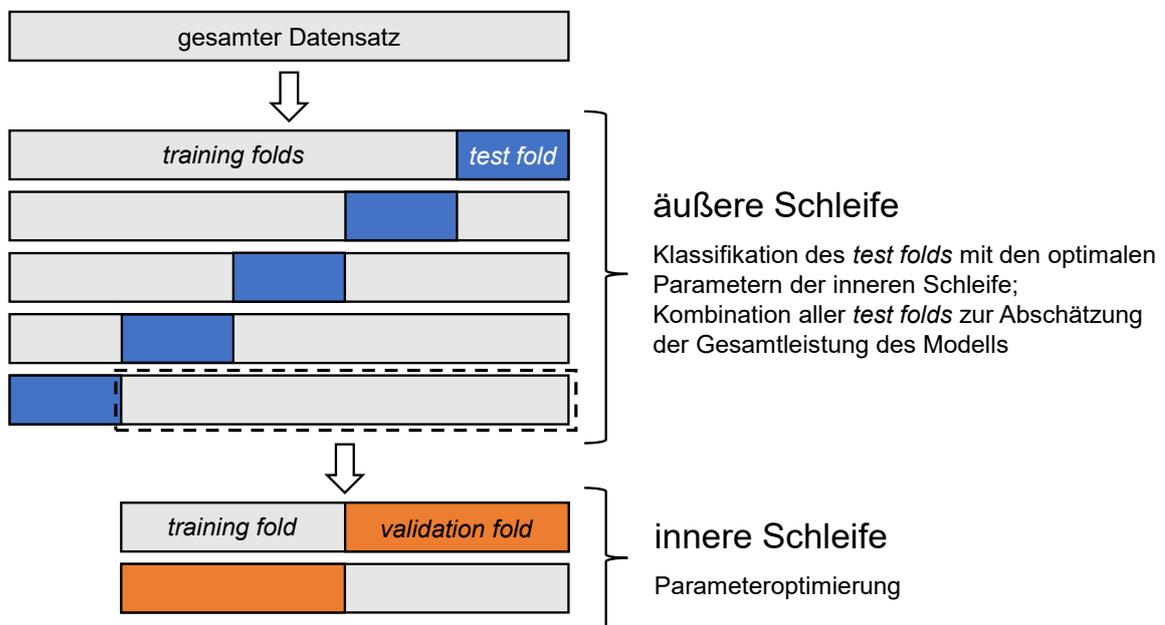 gesamter Datensatz
training folds
test fold
äußere Schleife
Klassifikation des test folds mit den optimalen
Parametern der inneren Schleife;
Kombination aller test folds zur Abschätzung
der Gesamtleistung des Modells
training fold
validation fold
innere Schleife
Parameteroptimierung